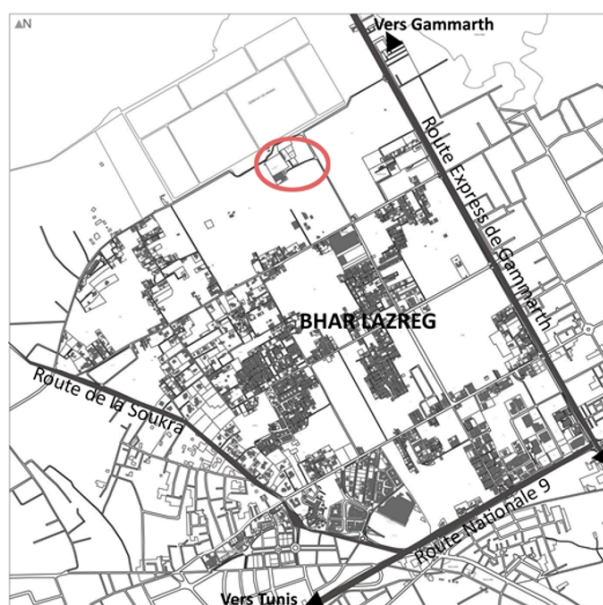 N
Vers Gammarth
Route Express de Gammarth
BHAR LAZREG
Route de la Soukra
Route Nationale 9
Vers Tunis